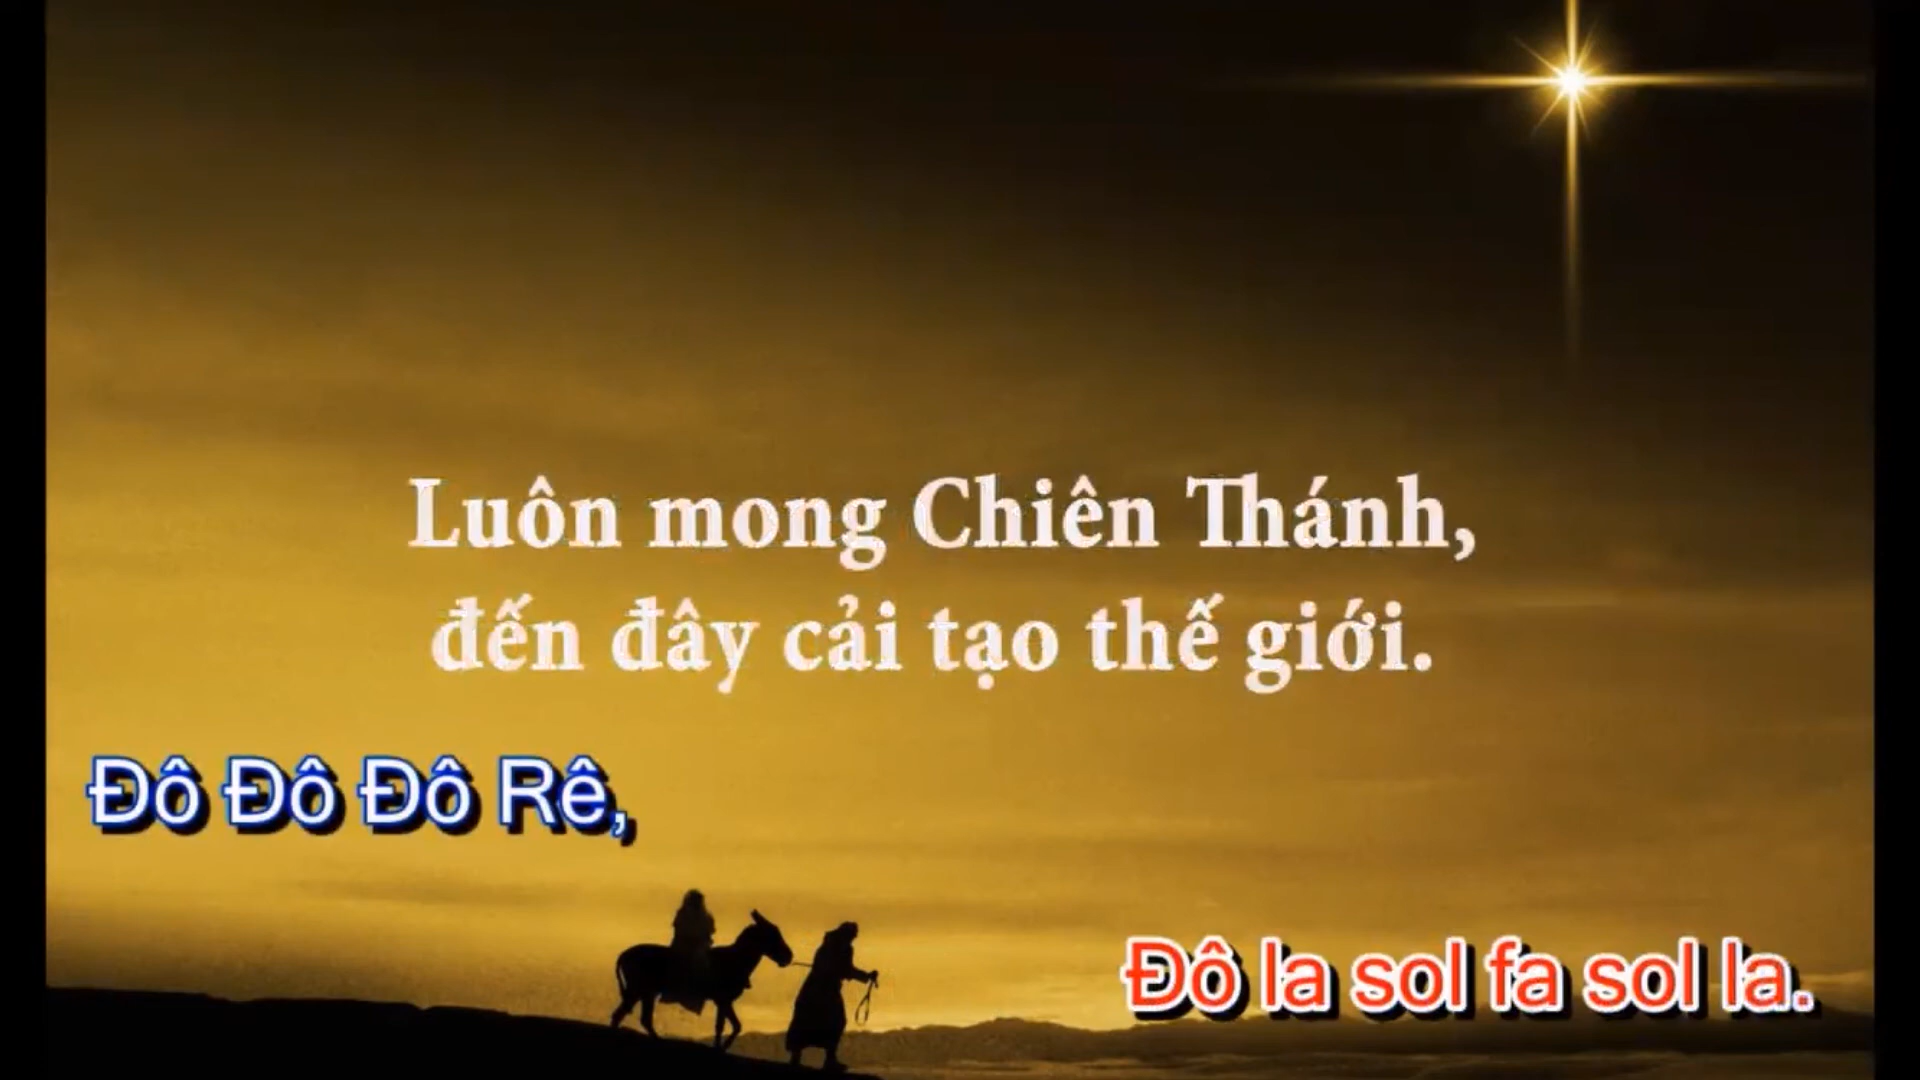 Luôn mong Chiên Thánh,
đến đây cải tạo thế giới.
Đô Đô Đô Rê,
Đô la sol fa sol la.